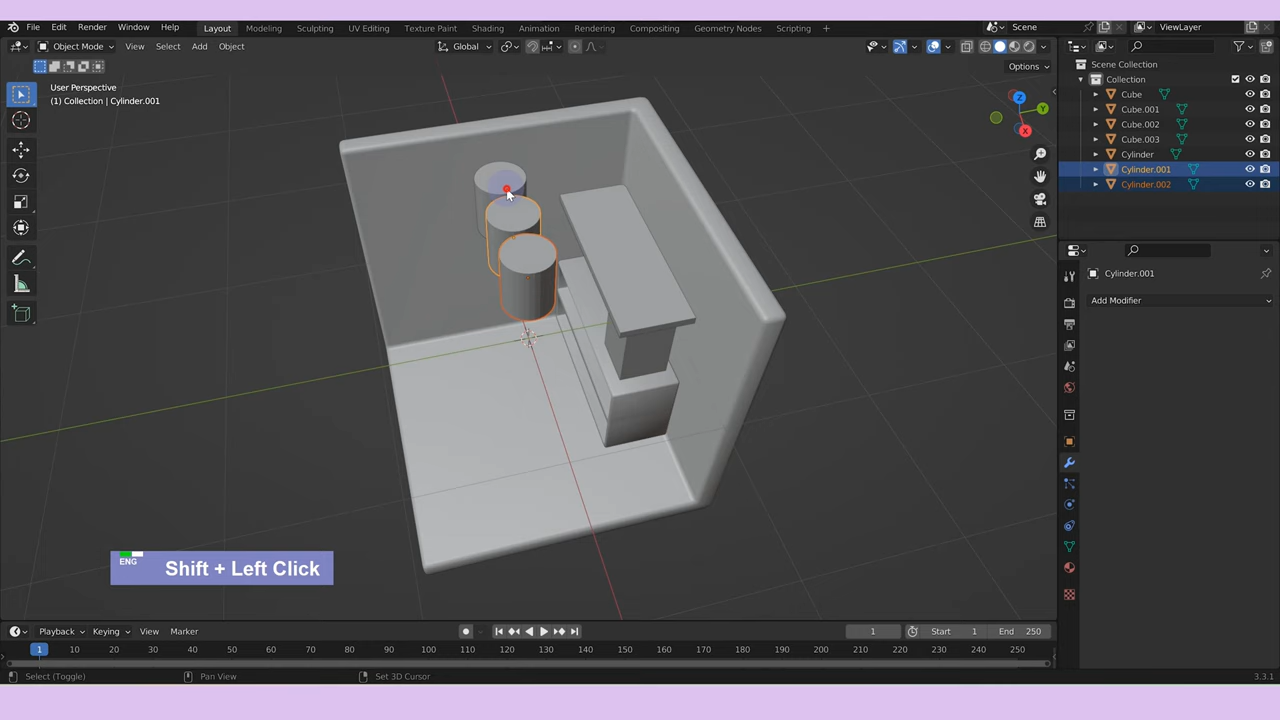 File Edit Render Window Help Layout Modeling Sculpting UV Editing Texture Paint Shading Animation Rendering Compositing Geometry Nodes Scripting + Scene ViewLayer
Object Mode View Select Add Object Global
Options
User Perspective
(1) Collection | Cylinder.001
Z
Y
X
Scene Collection
Collection
Cube
Cube.001
Cube.002
Cube.003
Cylinder
Cylinder.001
Cylinder.002
Cylinder.001
Add Modifier
ENG
Shift + Left Click
Playback Keying View Marker 1 Start 1 End 250
1 10 20 30 40 50 60 70 80 90 100 110 120 130 140 150 160 170 180 190 200 210 220 230 240 250
Select (Toggle) Pan View Set 3D Cursor 3.3.1